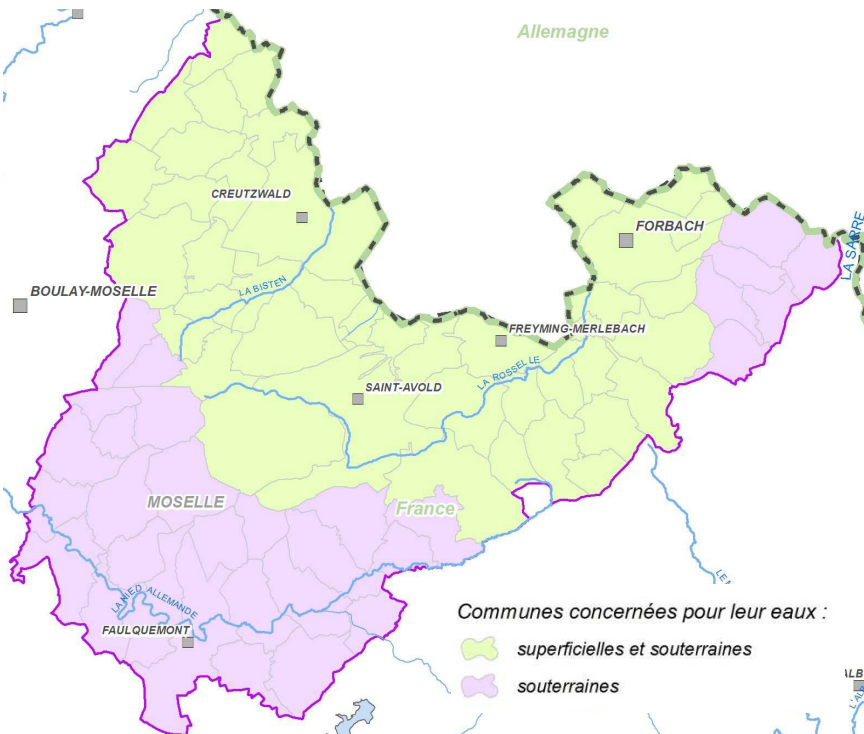 Allemagne
CREUTZWALD
FORBACH
LA SARRE
LA BISTEN
BOULAY-MOSELLE
FREYMING-MERLEBACH
LA ROSSELLE
SAINT-AVOLD
MOSELLE
France
LA NIED ALLEMANDE
FAULQUEMONT
Communes concernées pour leur eaux :
superficielles et souterraines
souterraines